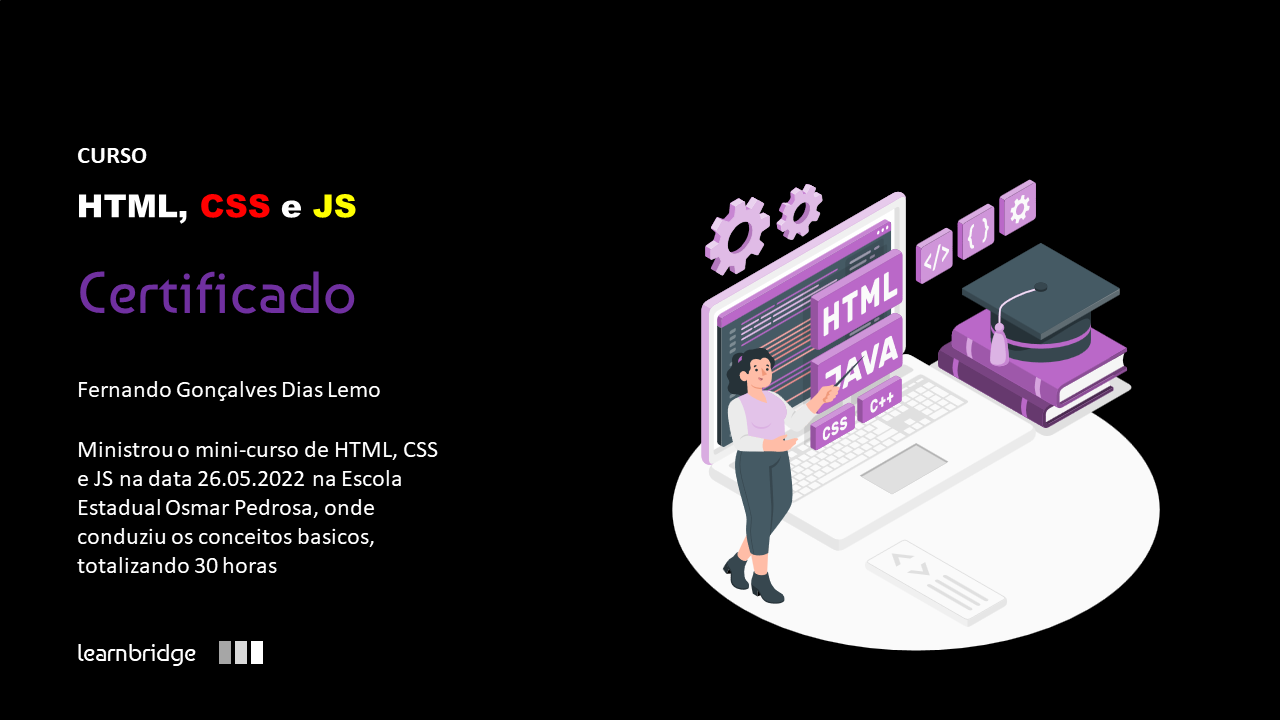 CURSO
HTML, CSS e JS
Certificado
Fernando Gonçalves Dias Lemo
Ministrou o mini-curso de HTML, CSS
e JS na data 26.05.2022 na Escola
Estadual Osmar Pedrosa, onde
conduziu os conceitos basicos,
totalizando 30 horas
learnbridge
</>
{ }
HTML
JAVA
CSS
C++